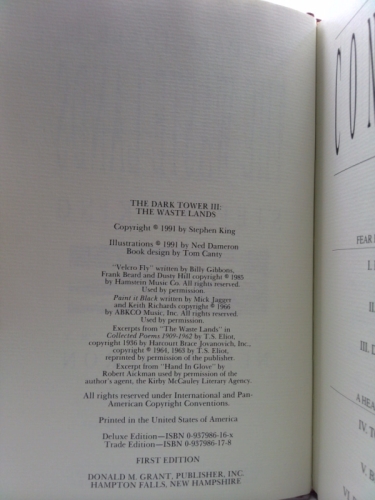 THE DARK TOWER III:
THE WASTE LANDS
Copyright © 1991 by Stephen King
Illustrations © 1991 by Ned Dameron
Book design by Tom Canty
"Velcro Fly" written by Billy Gibbons,
Frank Beard and Dusty Hill copyright © 1985
by Hamstein Music Co. All rights reserved.
Used by permission.
Paint it Black written by Mick Jagger
and Keith Richards copyright © 1966
by ABKCO Music, Inc. All rights reserved.
Used by permission.
Excerpts from "The Waste Lands" in
Collected Poems 1909-1962 by T.S. Eliot,
copyright 1936 by Harcourt Brace Jovanovich, Inc.,
copyright © 1964, 1963 by T.S. Eliot.
reprinted by permission of the publisher.
Excerpt from "Hand In Glove" by
Robert Aickman used by permission of the
author's agent, the Kirby McCauley Literary Agency.
All rights reserved under International and Pan-
American Copyright Conventions.
Printed in the United States of America
Deluxe Edition—ISBN 0-937986-16-x
Trade Edition—ISBN 0-937986-17-8
FIRST EDITION
DONALD M. GRANT, PUBLISHER, INC.
HAMPTON FALLS, NEW HAMPSHIRE
C O N
FEAR
I.
II.
III.
A HEA
IV. T
V. B